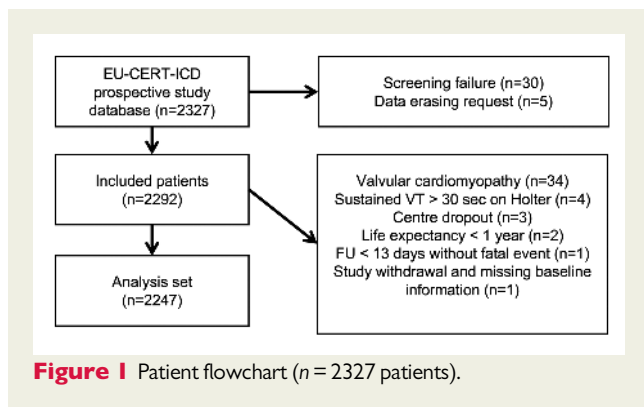 EU-CERT-ICD
prospective study
database (n=2327)
Screening failure (n=30)
Data erasing request (n=5)
Included patients
(n=2292)
Valvular cardiomyopathy (n=34)
Sustained VT > 30 sec on Holter (n=4)
Centre dropout (n=3)
Life expectancy < 1 year (n=2)
FU < 13 days without fatal event (n=1)
Study withdrawal and missing baseline
information (n=1)
Analysis set
(n=2247)
Figure 1 Patient flowchart (n = 2327 patients).